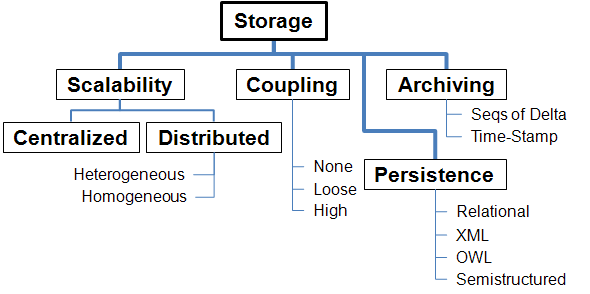 Storage
Scalability
Coupling
Archiving
Centralized
Distributed
Heterogeneous
Homogeneous
None
Loose
High
Seqs of Delta
Time-Stamp
Persistence
Relational
XML
OWL
Semistructured